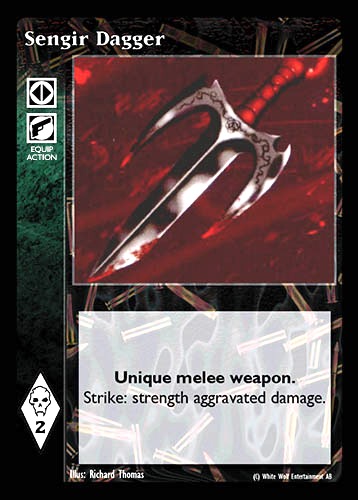 Sengir Dagger
EQUIP
ACTION
Unique melee weapon.
Strike: strength aggravated damage.
2
Illus: Richard Thomas
(C) White Wolf Entertainment AB